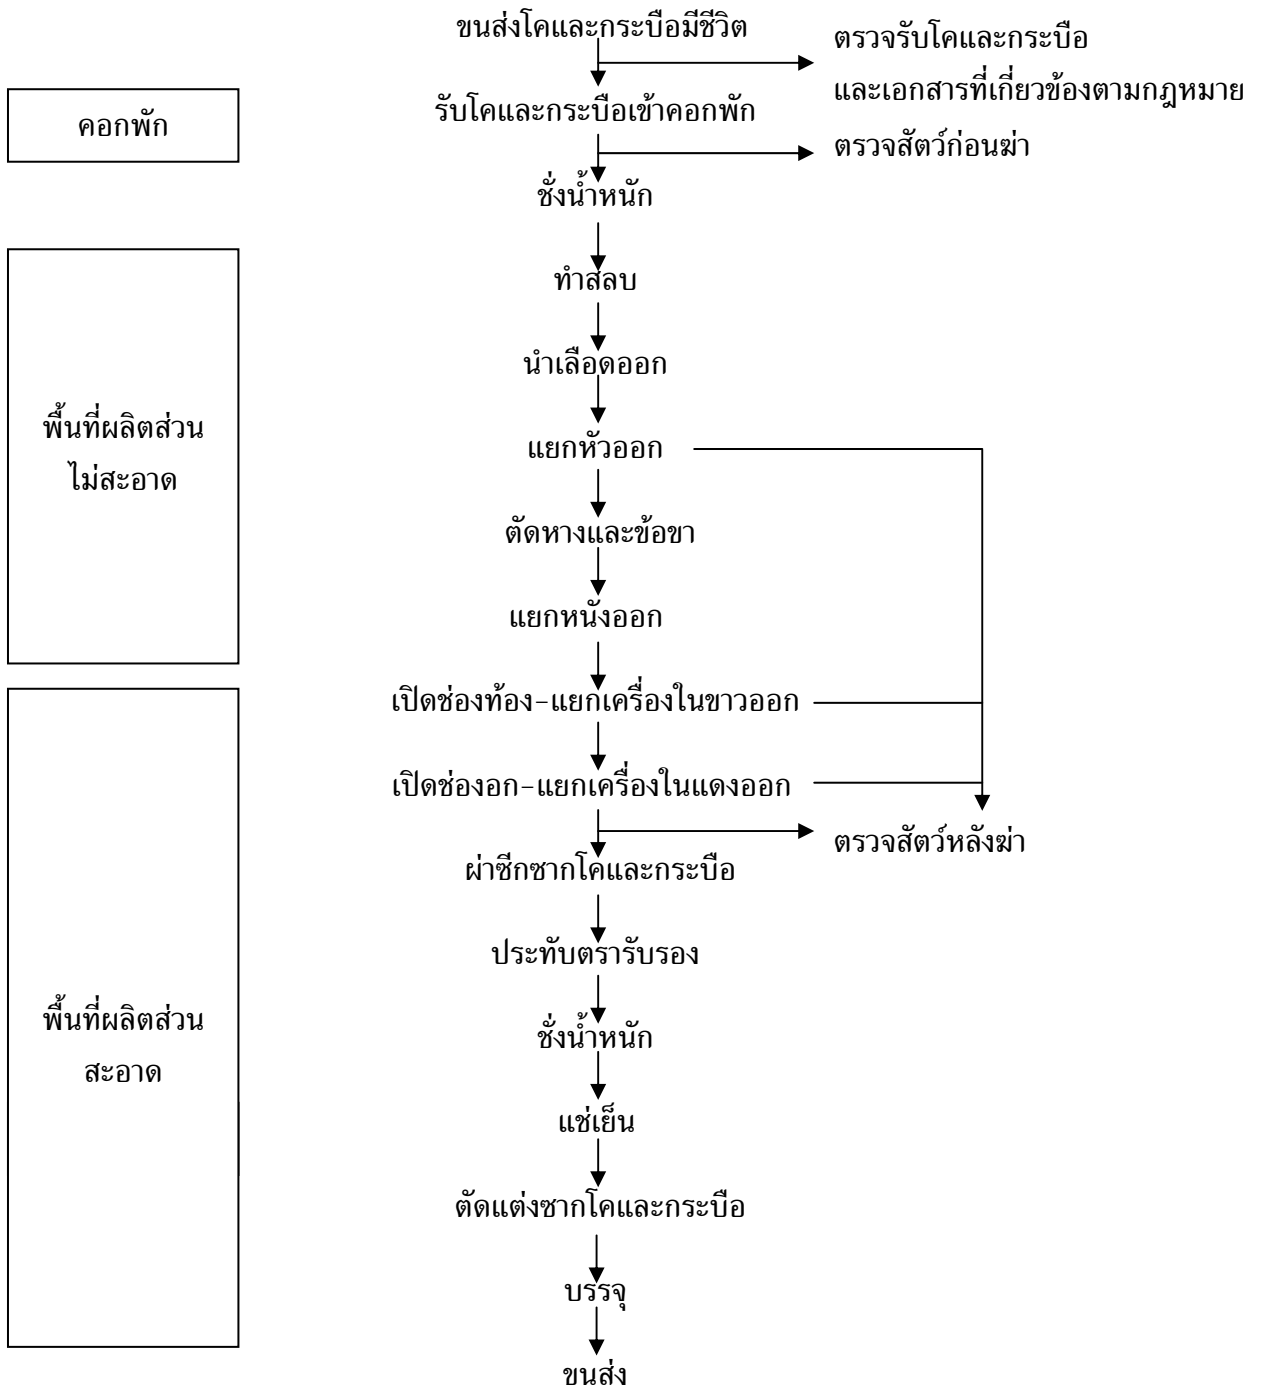 ขนส่งโคและกระบือมีชีวิต
ตรวจรับโคและกระบือ
และเอกสารที่เกี่ยวข้องตามกฎหมาย
คอกพัก
รับโคและกระบือเข้าคอกพัก
ตรวจสัตว์ก่อนฆ่า
ชั่งน้ำหนัก
ทำสลบ
นำเลือดออก
พื้นที่ผลิตส่วน
ไม่สะอาด
แยกหัวออก
ตัดหางและข้อขา
แยกหนังออก
เปิดช่องท้อง-แยกเครื่องในขาวออก
เปิดช่องอก-แยกเครื่องในแดงออก
ตรวจสัตว์หลังฆ่า
ผ่าซีกซากโคและกระบือ
ประทับตรารับรอง
พื้นที่ผลิตส่วน
สะอาด
ชั่งน้ำหนัก
แช่เย็น
ตัดแต่งซากโคและกระบือ
บรรจุ
ขนส่ง